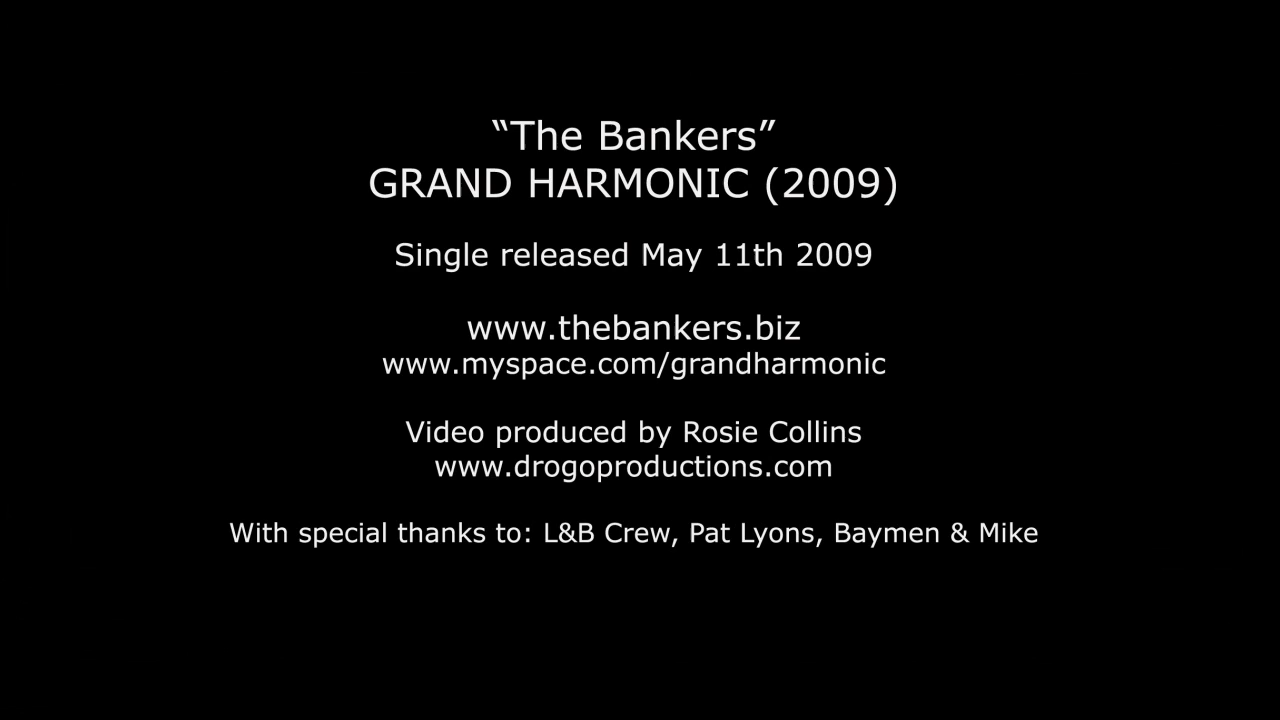 “The Bankers”
GRAND HARMONIC (2009)
Single released May 11th 2009
www.thebankers.biz
www.myspace.com/grandharmonic
Video produced by Rosie Collins
www.drogoproductions.com
With special thanks to: L&B Crew, Pat Lyons, Baymen & Mike